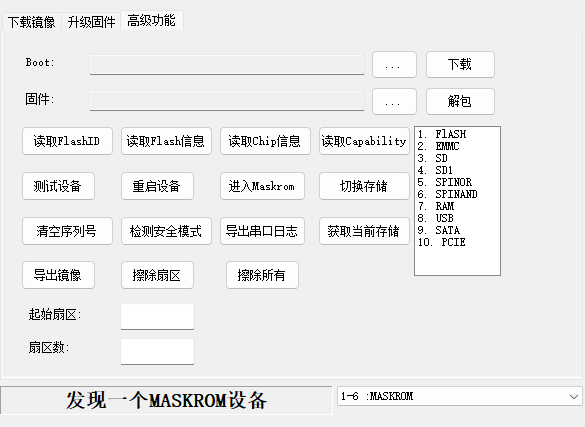 下载镜像 升级固件 高级功能
Boot: ... 下载
固件: ... 解包
读取FlashID 读取Flash信息 读取Chip信息 读取Capability
测试设备 重启设备 进入Maskrom 切换存储
清空序列号 检测安全模式 导出串口日志 获取当前存储
导出镜像 擦除扇区 擦除所有
1. FlASH
2. EMMC
3. SD
4. SD1
5. SPINOR
6. SPINAND
7. RAM
8. USB
9. SATA
10. PCIE
起始扇区:
扇区数:
发现一个MASKROM设备 1-6 :MASKROM